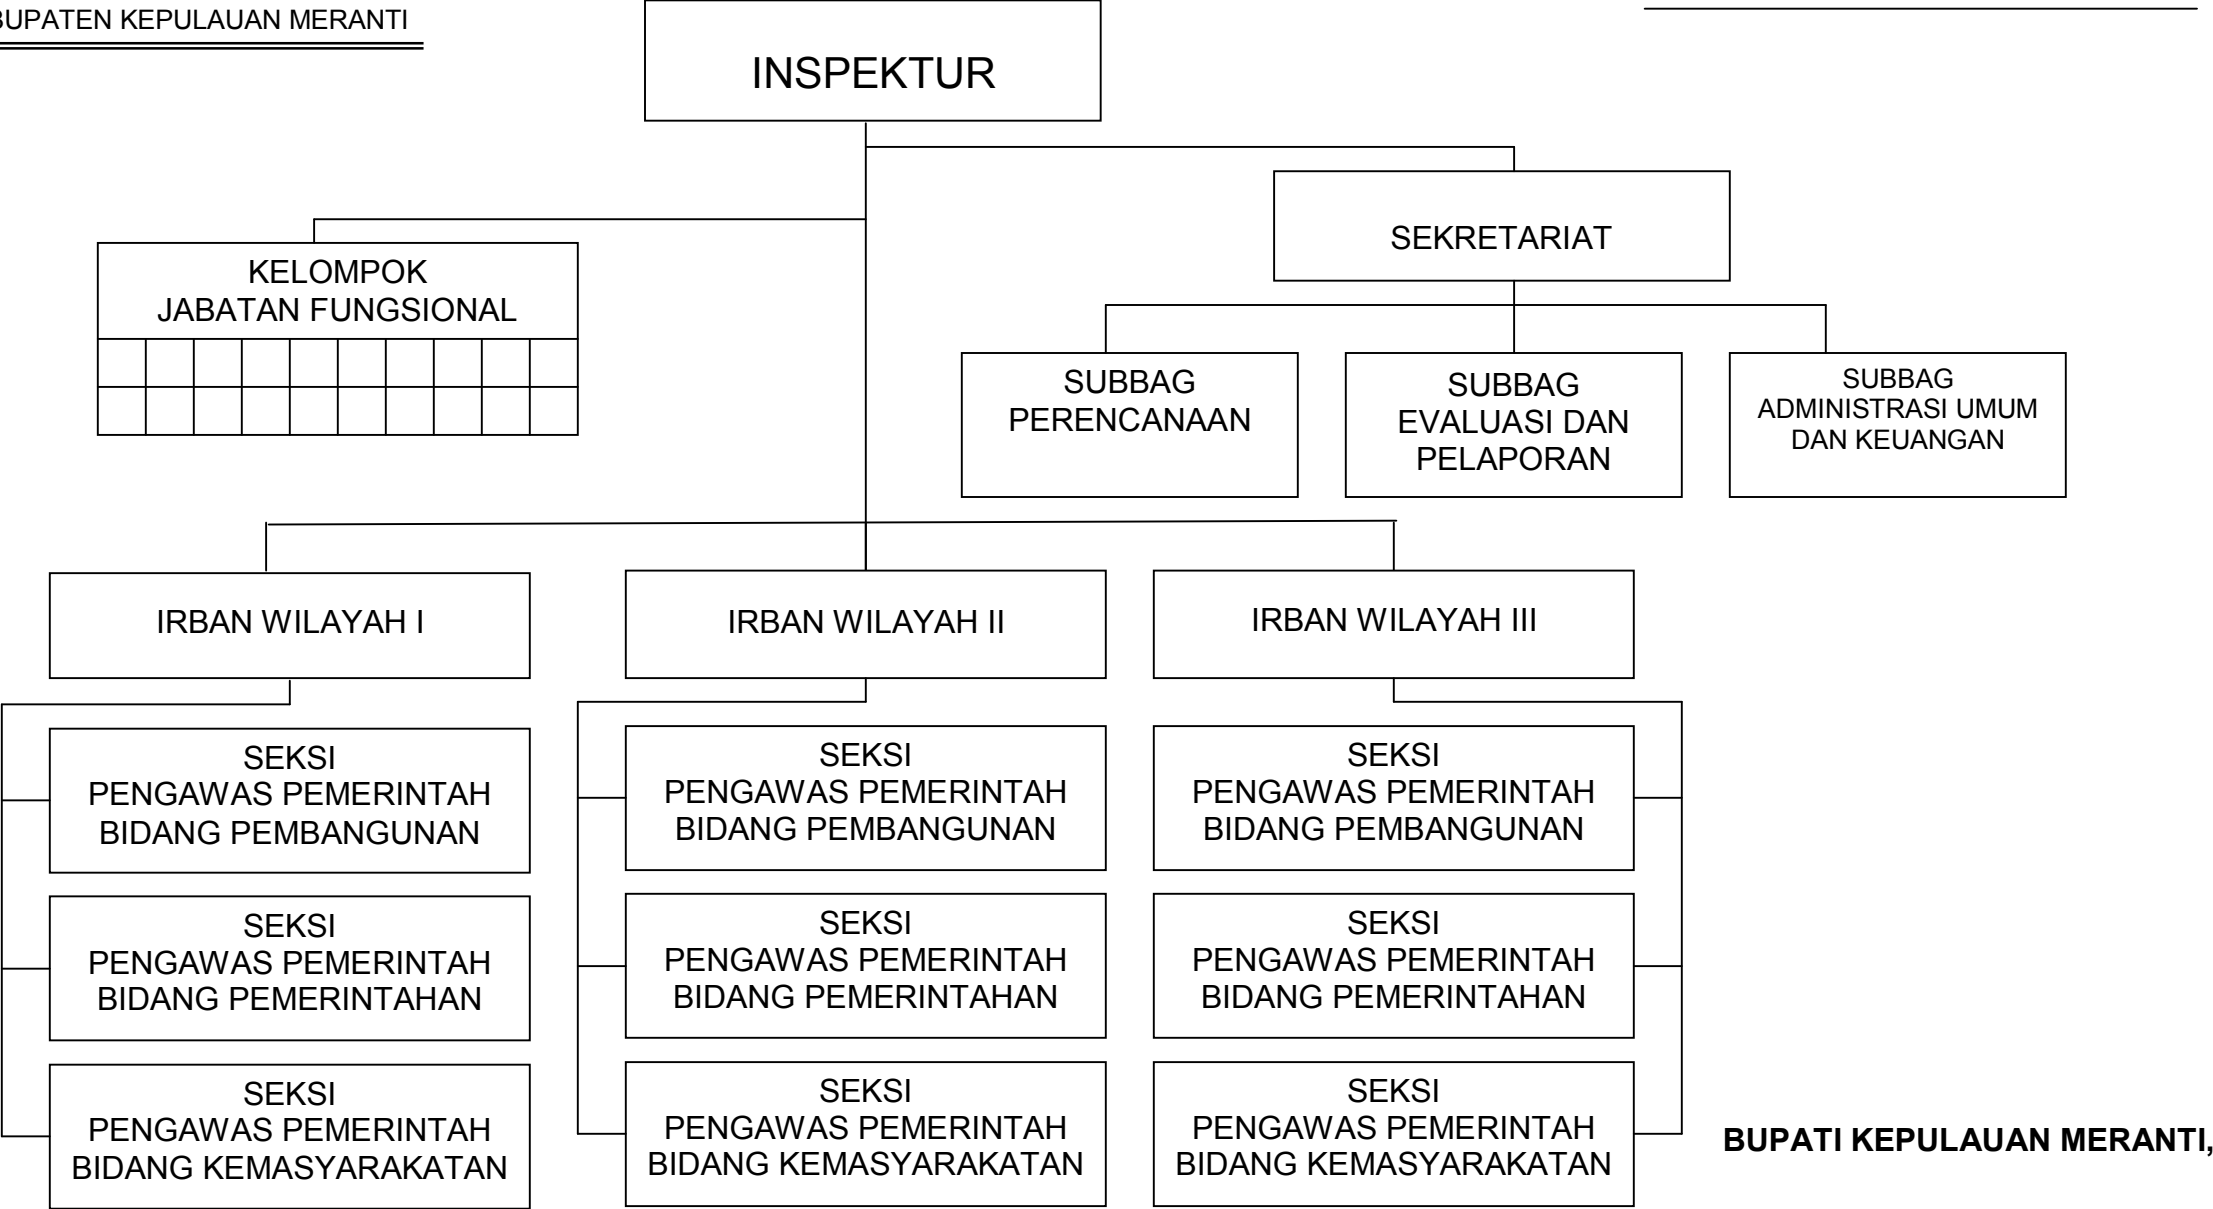 KEPULAUAN MERANTI
INSPEKTUR
SEKRETARIAT
KELOMPOK
JABATAN FUNGSIONAL
SUBBAG
PERENCANAAN
SUBBAG
EVALUASI DAN
PELAPORAN
SUBBAG
ADMINISTRASI UMUM
DAN KEUANGAN
IRBAN WILAYAH I
IRBAN WILAYAH II
IRBAN WILAYAH III
SEKSI
PENGAWAS PEMERINTAH
BIDANG PEMBANGUNAN
SEKSI
PENGAWAS PEMERINTAH
BIDANG PEMBANGUNAN
SEKSI
PENGAWAS PEMERINTAH
BIDANG PEMBANGUNAN
SEKSI
PENGAWAS PEMERINTAH
BIDANG PEMERINTAHAN
SEKSI
PENGAWAS PEMERINTAH
BIDANG PEMERINTAHAN
SEKSI
PENGAWAS PEMERINTAH
BIDANG PEMERINTAHAN
SEKSI
PENGAWAS PEMERINTAH
BIDANG KEMASYARAKATAN
SEKSI
PENGAWAS PEMERINTAH
BIDANG KEMASYARAKATAN
SEKSI
PENGAWAS PEMERINTAH
BIDANG KEMASYARAKATAN
BUPATI KEPULAUAN MERANTI,